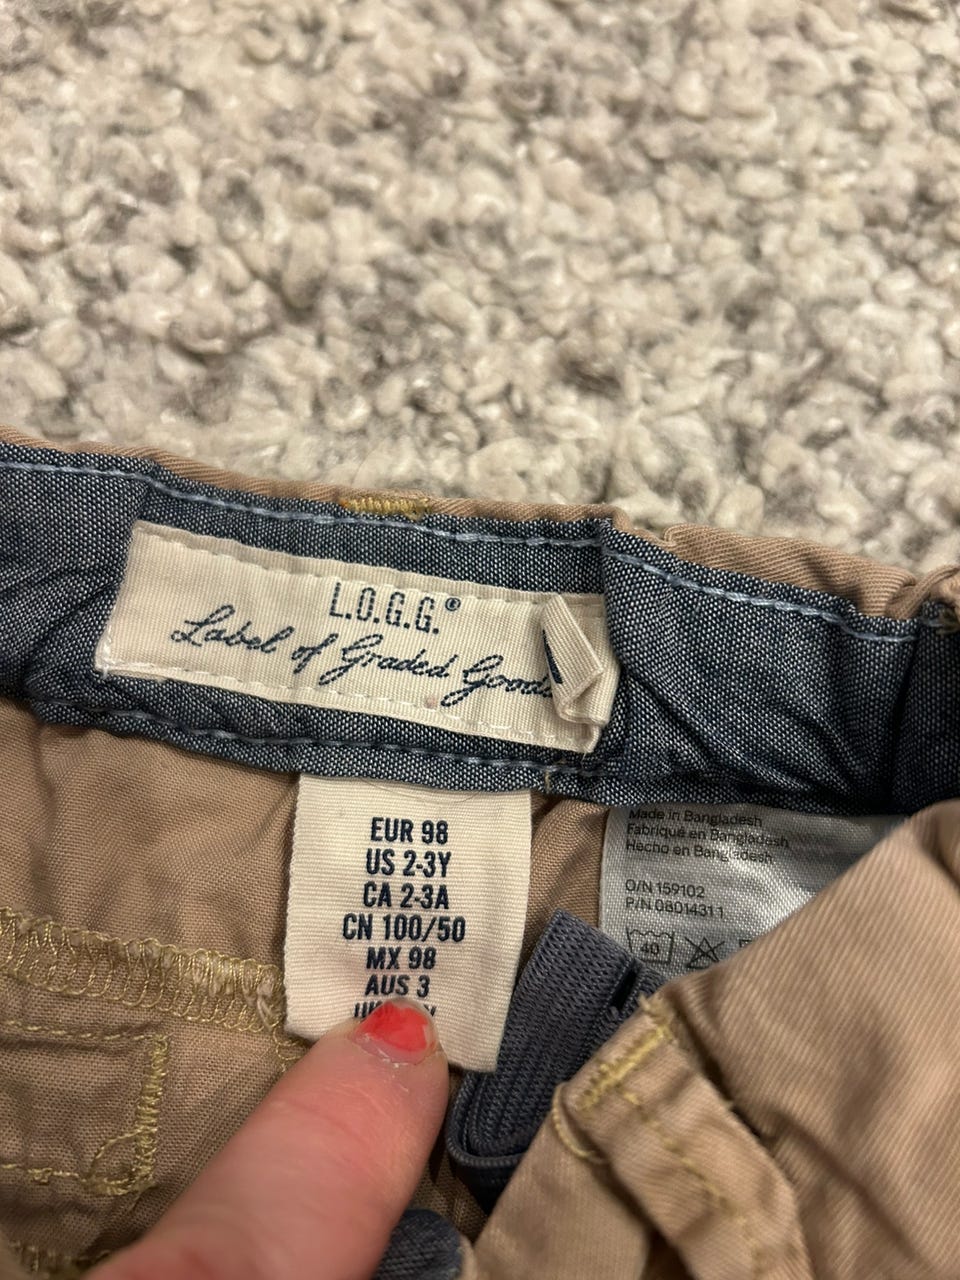 L.O.G.G.®
Label of Graded Goods
EUR 98
US 2-3Y
CA 2-3A
CN 100/50
MX 98
AUS 3
Made in Bangladesh
Fabriqué en Bangladesh
Hecho en Bangladesh
O/N 159102
P/N 08014311
40